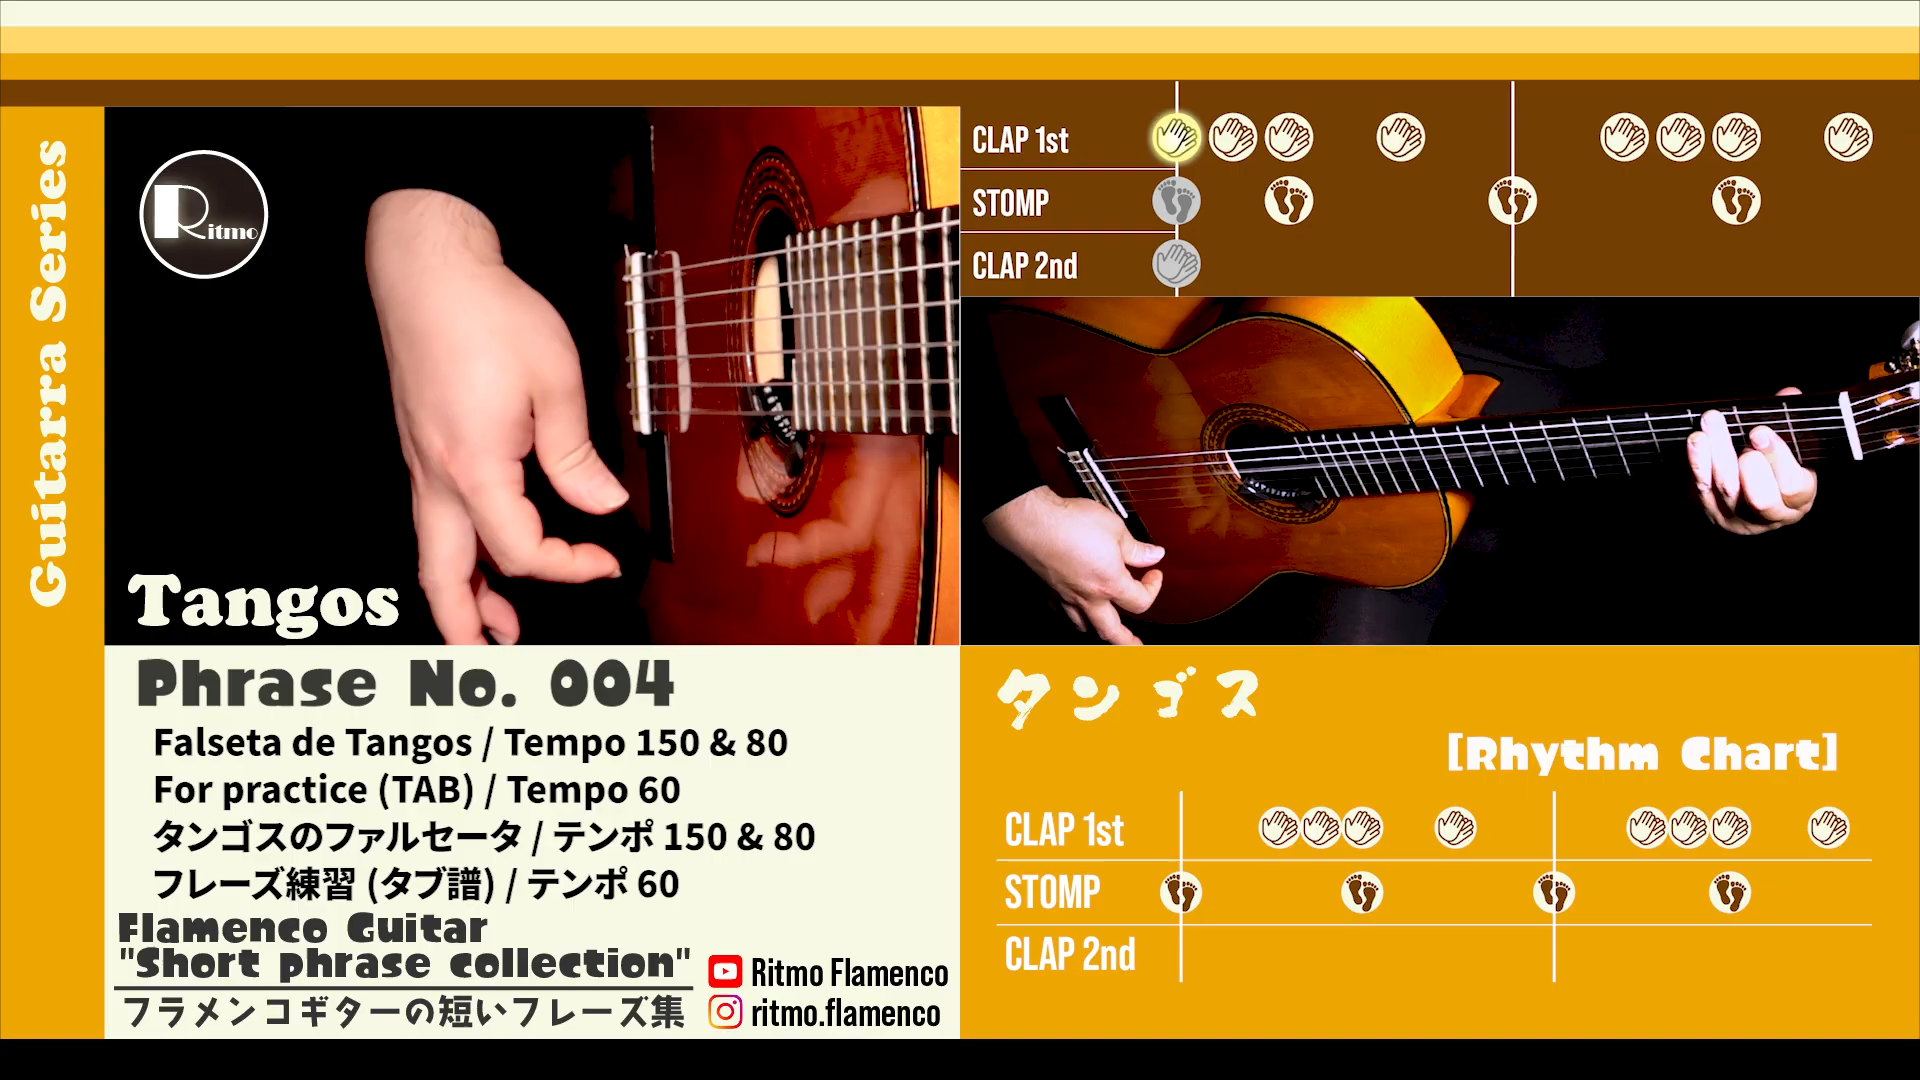 Guitarra Series
Ritmo
Tangos
CLAP 1st
STOMP
CLAP 2nd
Phrase No. 004
Falseta de Tangos / Tempo 150 & 80
For practice (TAB) / Tempo 60
タンゴスのファルセータ / テンポ 150 & 80
フレーズ練習 (タブ譜) / テンポ 60
Flamenco Guitar
"Short phrase collection"
フラメンコギターの短いフレーズ集
Ritmo Flamenco
ritmo.flamenco
タンゴス
[Rhythm Chart]
CLAP 1st
STOMP
CLAP 2nd